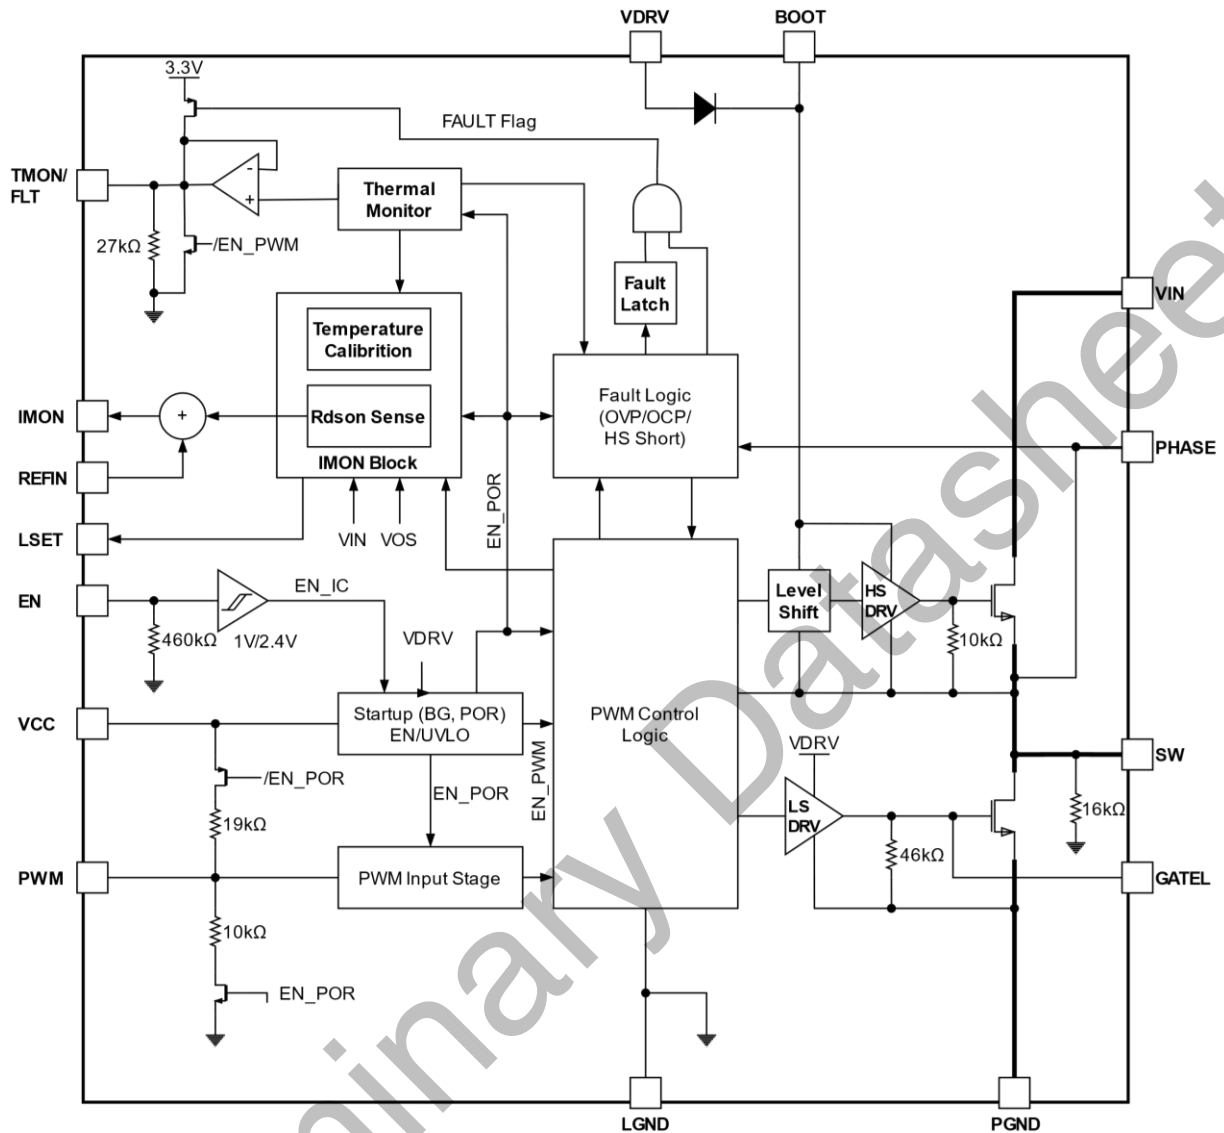 VDRV
BOOT
3.3V
FAULT Flag
TMON/
FLT
-
+
Thermal
Monitor
27kΩ
/EN_PWM
Fault
Latch
VIN
Temperature
Calibrition
Rdson Sense
IMON Block
IMON
+
REFIN
Fault Logic
(OVP/OCP/
HS Short)
PHASE
LSET
VIN
VOS
EN_POR
EN
460kΩ
1V/2.4V
EN_IC
VDRV
Level
Shift
HS
DRV
10kΩ
VCC
Startup (BG, POR)
EN/UVLO
EN_PWM
PWM Control
Logic
VDRV
SW
/EN_POR
EN_POR
19kΩ
LS
DRV
46kΩ
16kΩ
PWM
PWM Input Stage
GATEL
10kΩ
EN_POR
LGND
PGND
inary Datasheet